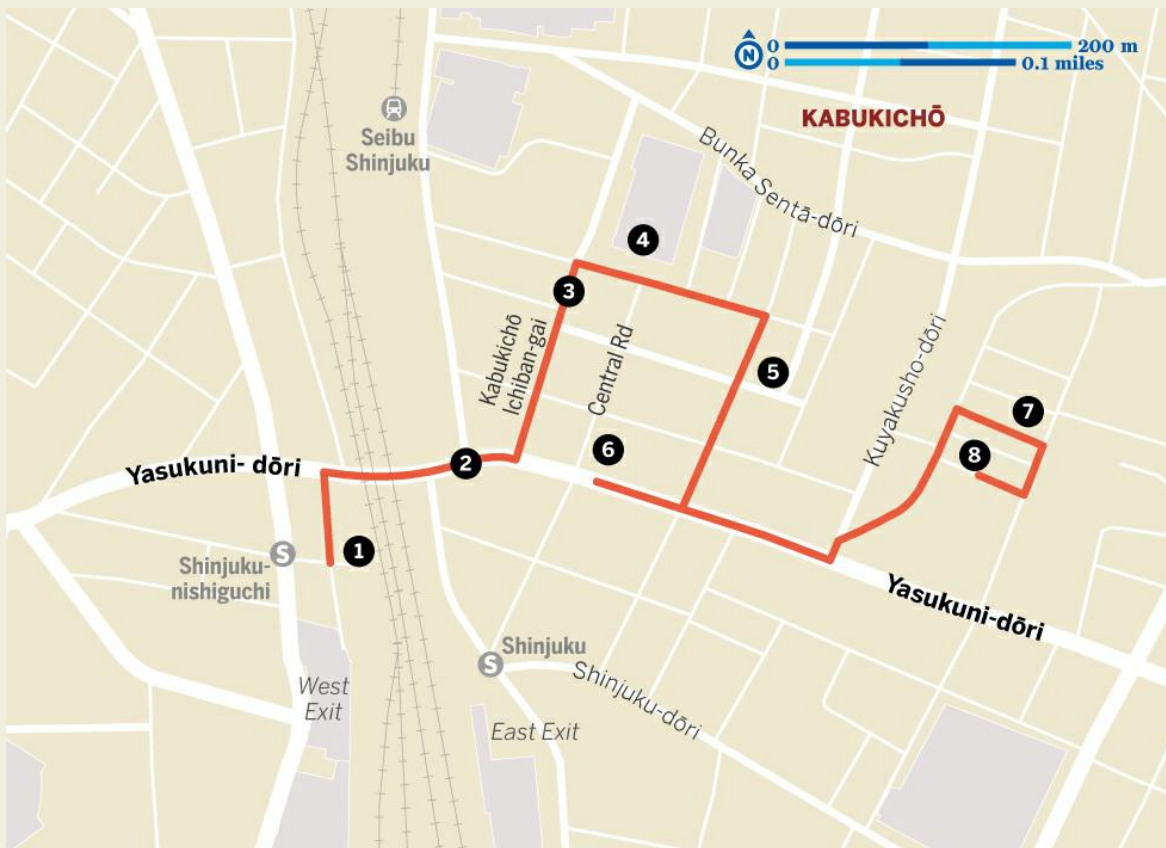 N
0
200 m
0
0.1 miles
KABUKICHŌ
Seibu
Shinjuku
Bunka Sentā-dōri
4
3
Kabukichō
Ichiban-gai
Central Rd
5
Kuyakusho-dōri
7
6
8
2
Yasukuni- dōri
1
S
Shinjuku-
nishiguchi
Yasukuni-dōri
S
Shinjuku
Shinjuku-dōri
West
Exit
East Exit